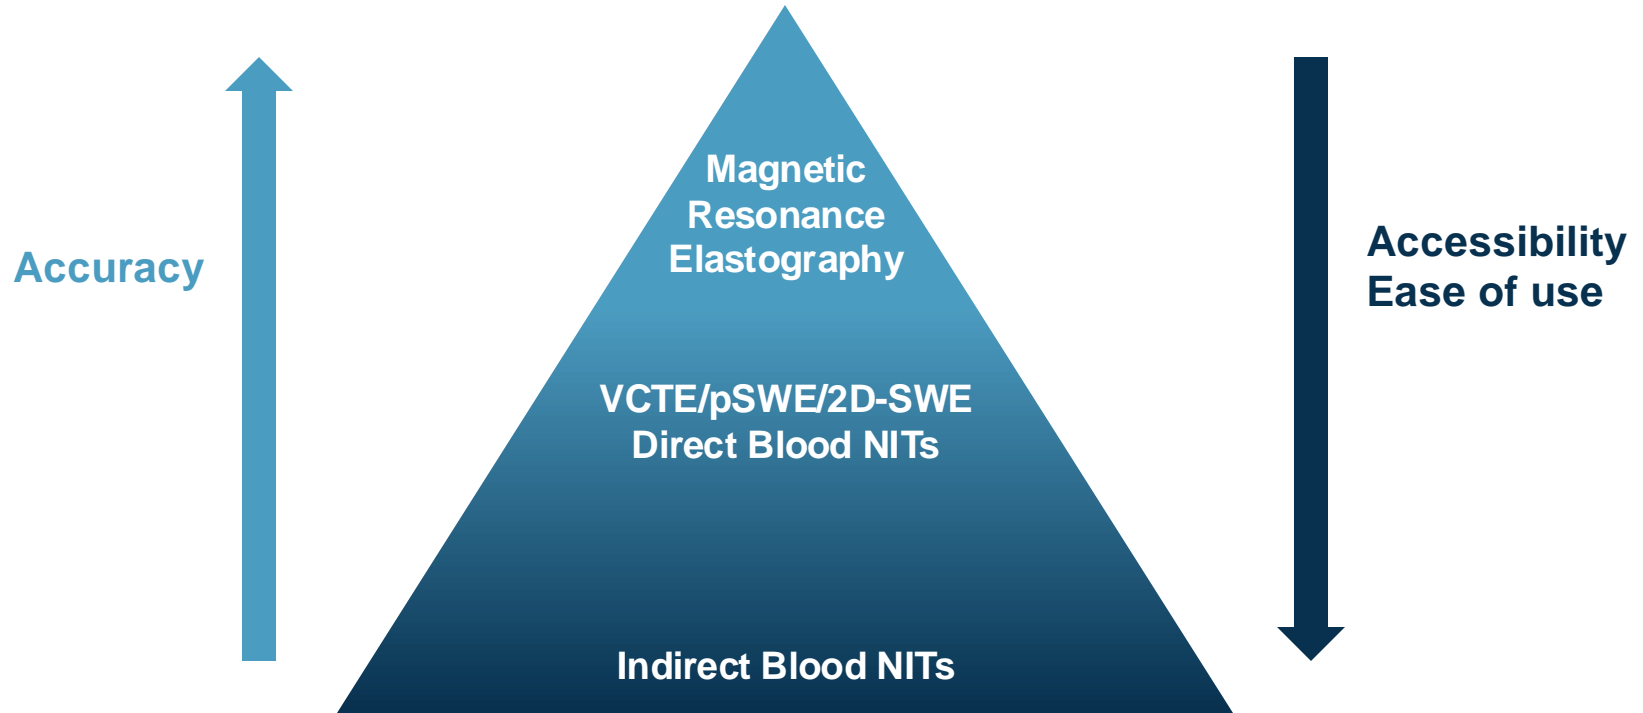 Magnetic
Resonance
Elastography
Accuracy
Accessibility
Ease of use
VCTE/pSWE/2D-SWE
Direct Blood NITs
Indirect Blood NITs